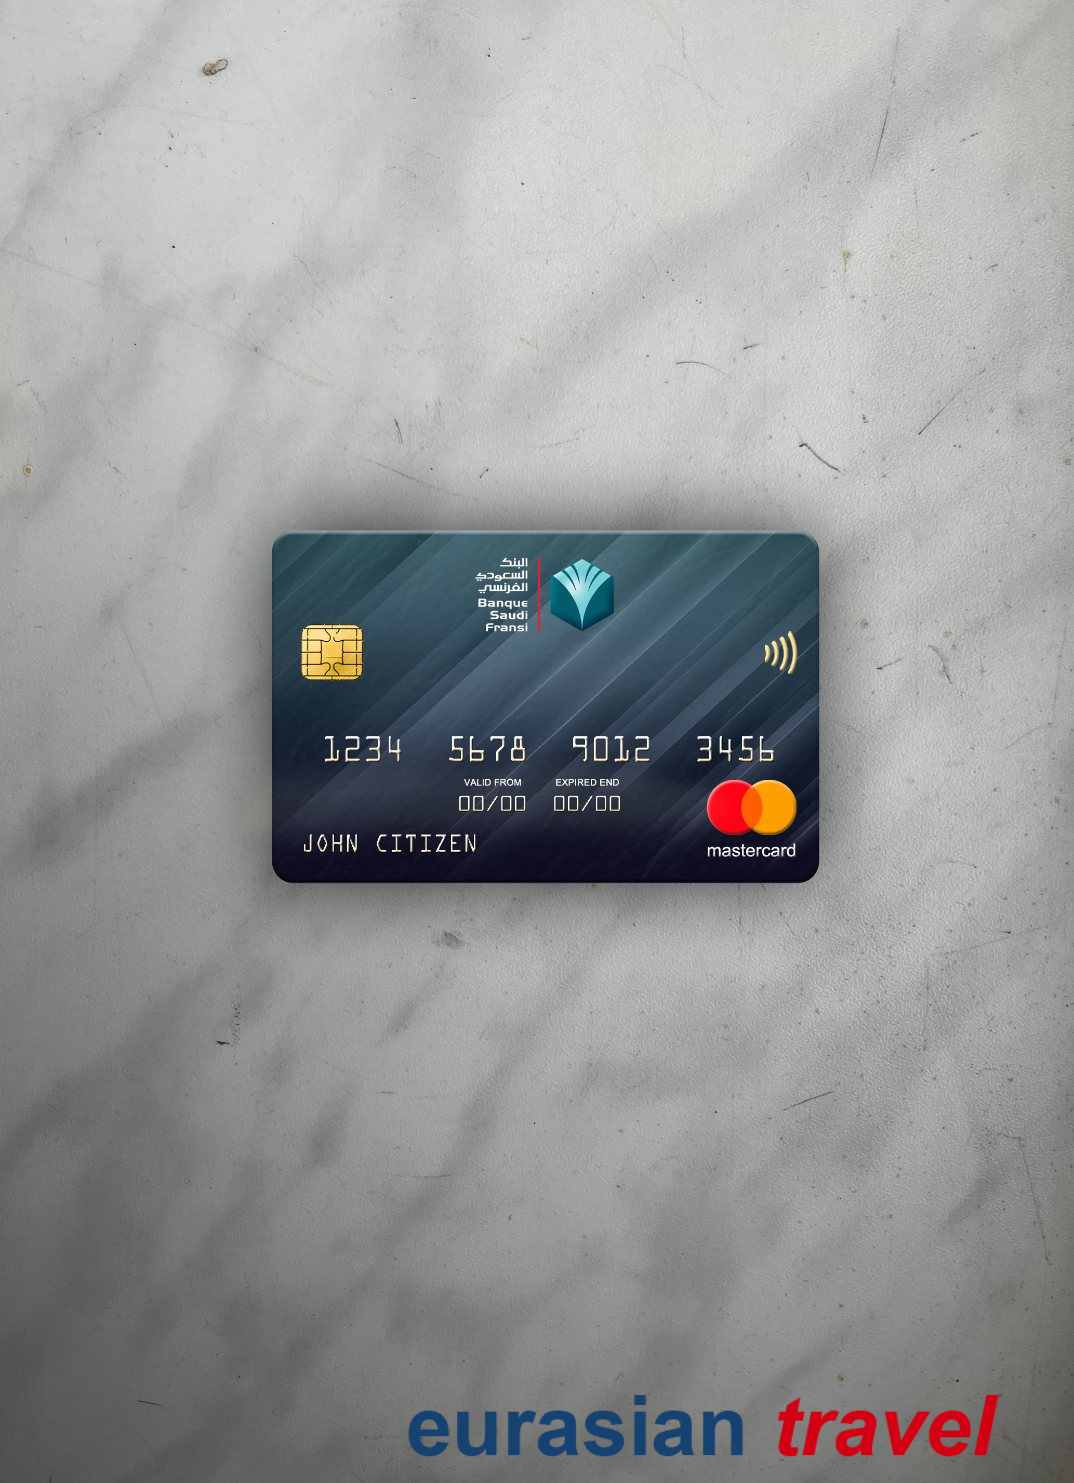 البنك
السعودي
الفرنسي
Banque
Saudi
Fransi
1234 5678 9012 3456
VALID FROM EXPIRED END
00/00 00/00
JOHN CITIZEN
mastercard
eurasian travel